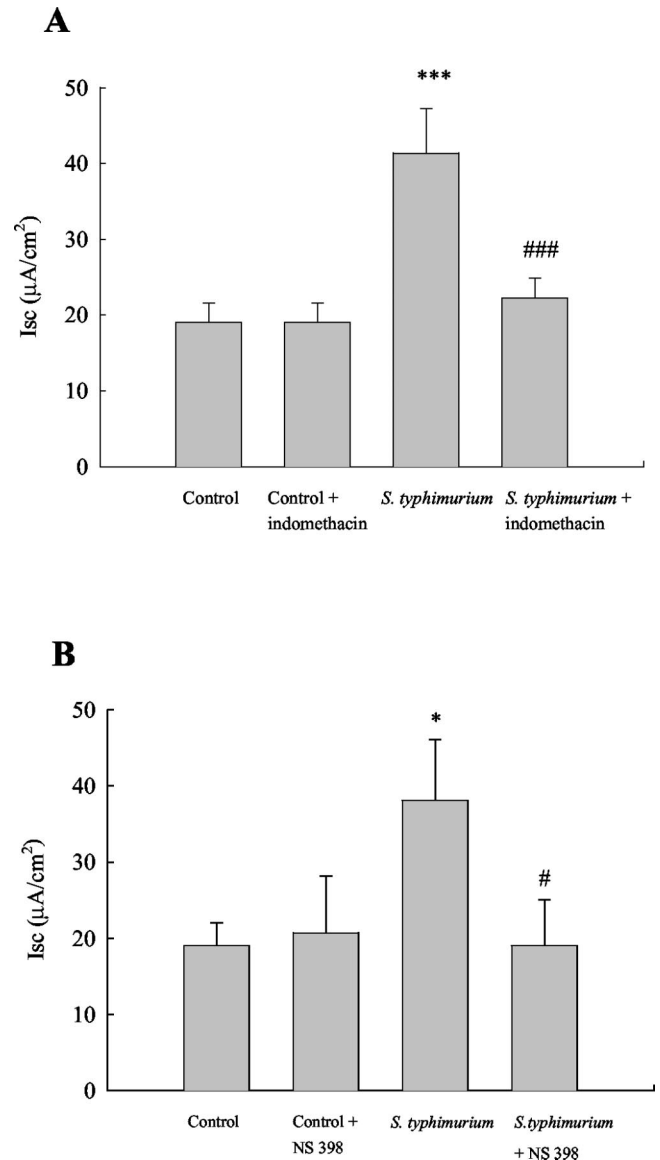 A
***
50
40
###
30
20
10
0
Isc (µA/cm²)
Control
Control +
indomethacin
S. typhimurium
S. typhimurium +
indomethacin
B
50
*
40
30
#
20
10
0
Isc (µA/cm²)
Control
Control +
NS 398
S. typhimurium
S.typhimurium
+ NS 398